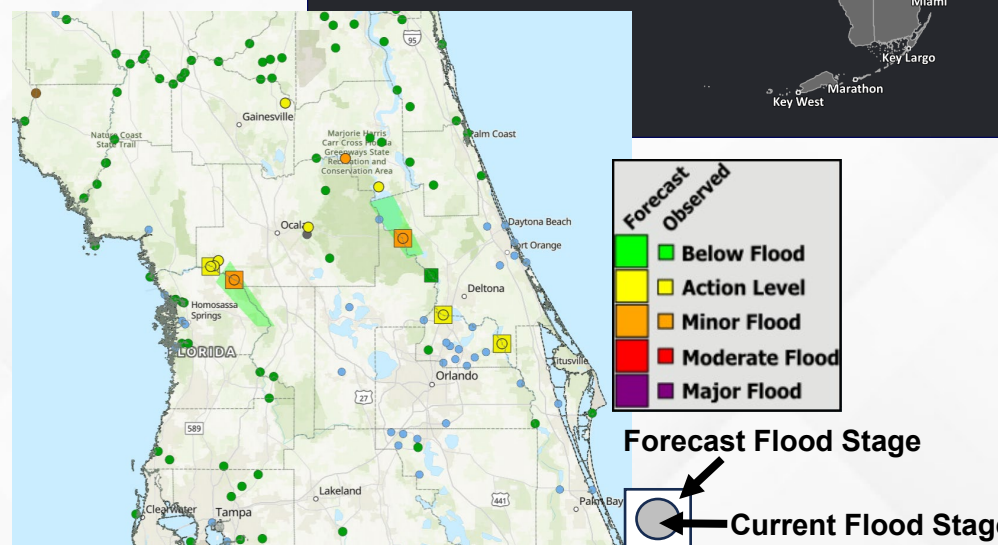 Miami
Key Largo
Marathon
Key West
95
Gainesville
Nature Coast
State Trail
Marjorie Harris
Carr Cross Florida
Greenways State
Recreation and
Conservation Area
Palm Coast
Ocala
Daytona Beach
Port Orange
Deltona
Homosassa
Springs
FLORIDA
Titusville
Orlando
27
589
Lakeland
441
Palm Bay
Clearwater
Tampa
Forecast
Observed
Below Flood
Action Level
Minor Flood
Moderate Flood
Major Flood
Forecast Flood Stage
Current Flood Stage